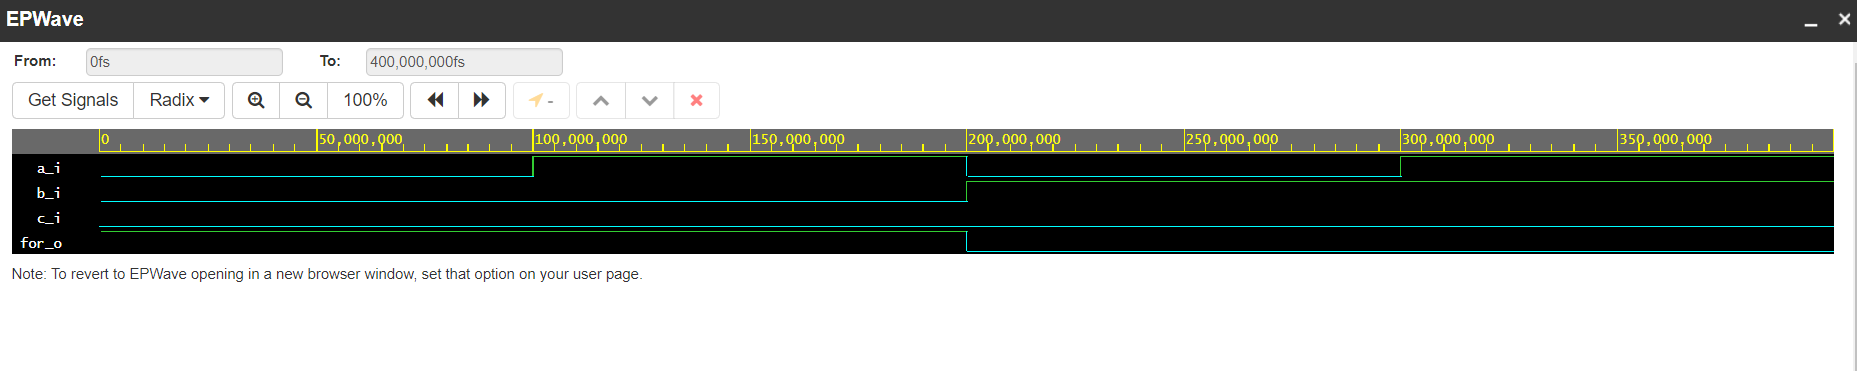 EPWave
From: 0fs To: 400,000,000fs
Get Signals Radix 100% -
0 50,000,000 100,000,000 150,000,000 200,000,000 250,000,000 300,000,000 350,000,000
a_i
b_i
c_i
for_o
Note: To revert to EPWave opening in a new browser window, set that option on your user page.